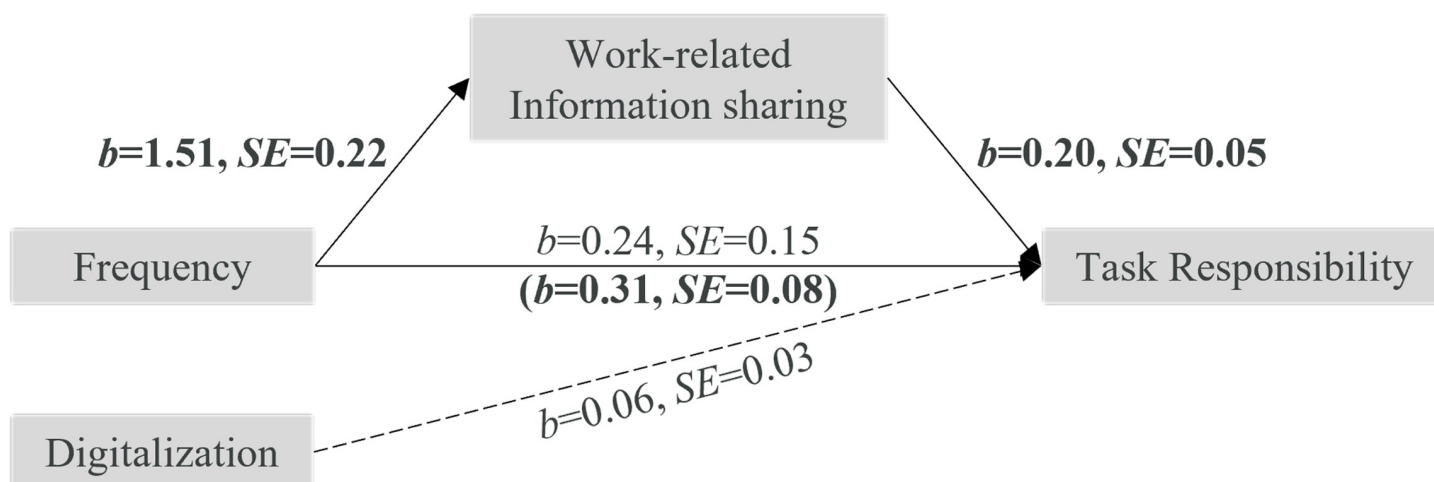 Work-related
Information sharing
b=1.51, SE=0.22
b=0.20, SE=0.05
Frequency
b=0.24, SE=0.15
(b=0.31, SE=0.08)
Task Responsibility
b=0.06, SE=0.03
Digitalization